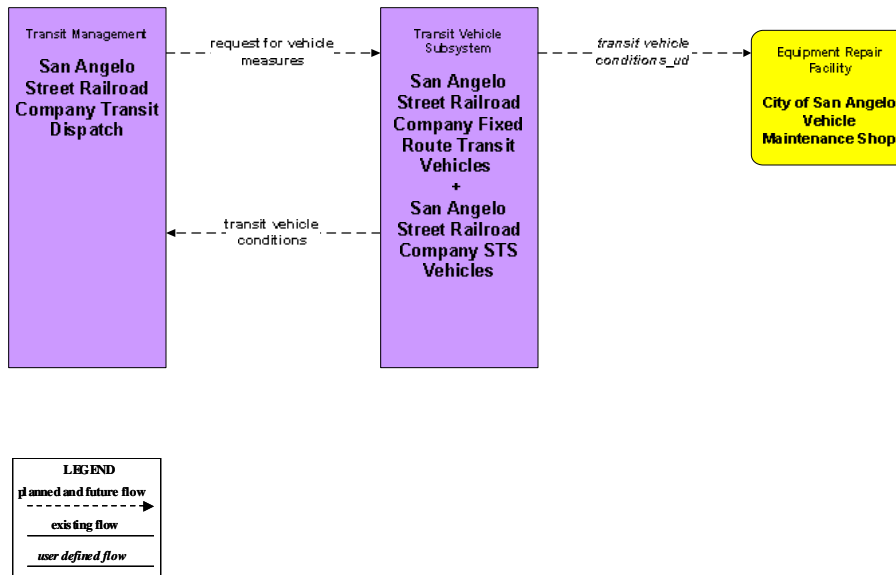 Transit Management
San Angelo
Street Railroad
Company Transit
Dispatch
request for vehicle
measures
transit vehicle
conditions
Transit Vehicle
Subsystem
San Angelo
Street Railroad
Company Fixed
Route Transit
Vehicles
+
San Angelo
Street Railroad
Company STS
Vehicles
transit vehicle
conditions_ud
Equipment Repair
Facility
City of San Angelo
Vehicle
Maintenance Shop
LEGEND
planned and future flow
existing flow
user defined flow